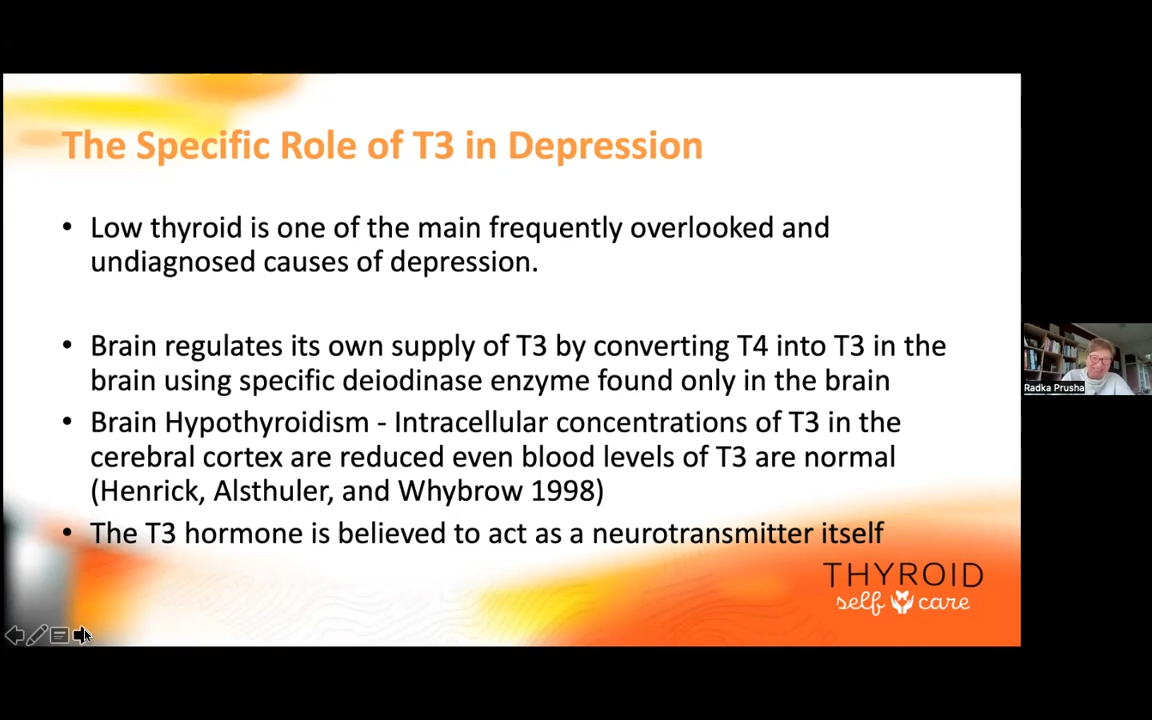 The Specific Role of T3 in Depression
• Low thyroid is one of the main frequently overlooked and
undiagnosed causes of depression.
• Brain regulates its own supply of T3 by converting T4 into T3 in the
brain using specific deiodinase enzyme found only in the brain
• Brain Hypothyroidism - Intracellular concentrations of T3 in the
cerebral cortex are reduced even blood levels of T3 are normal
(Henrick, Alsthuler, and Whybrow 1998)
• The T3 hormone is believed to act as a neurotransmitter itself
THYROID
self care
Radka Prusha